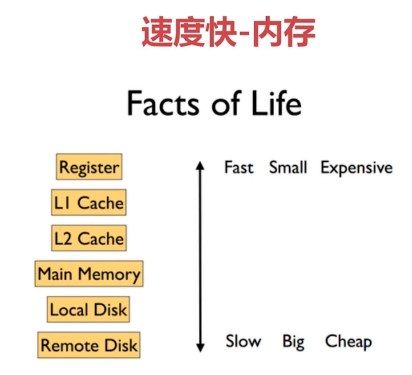 速度快-内存
Facts of Life
Register
Fast Small Expensive
L1 Cache
L2 Cache
Main Memory
Local Disk
Remote Disk
Slow Big Cheap